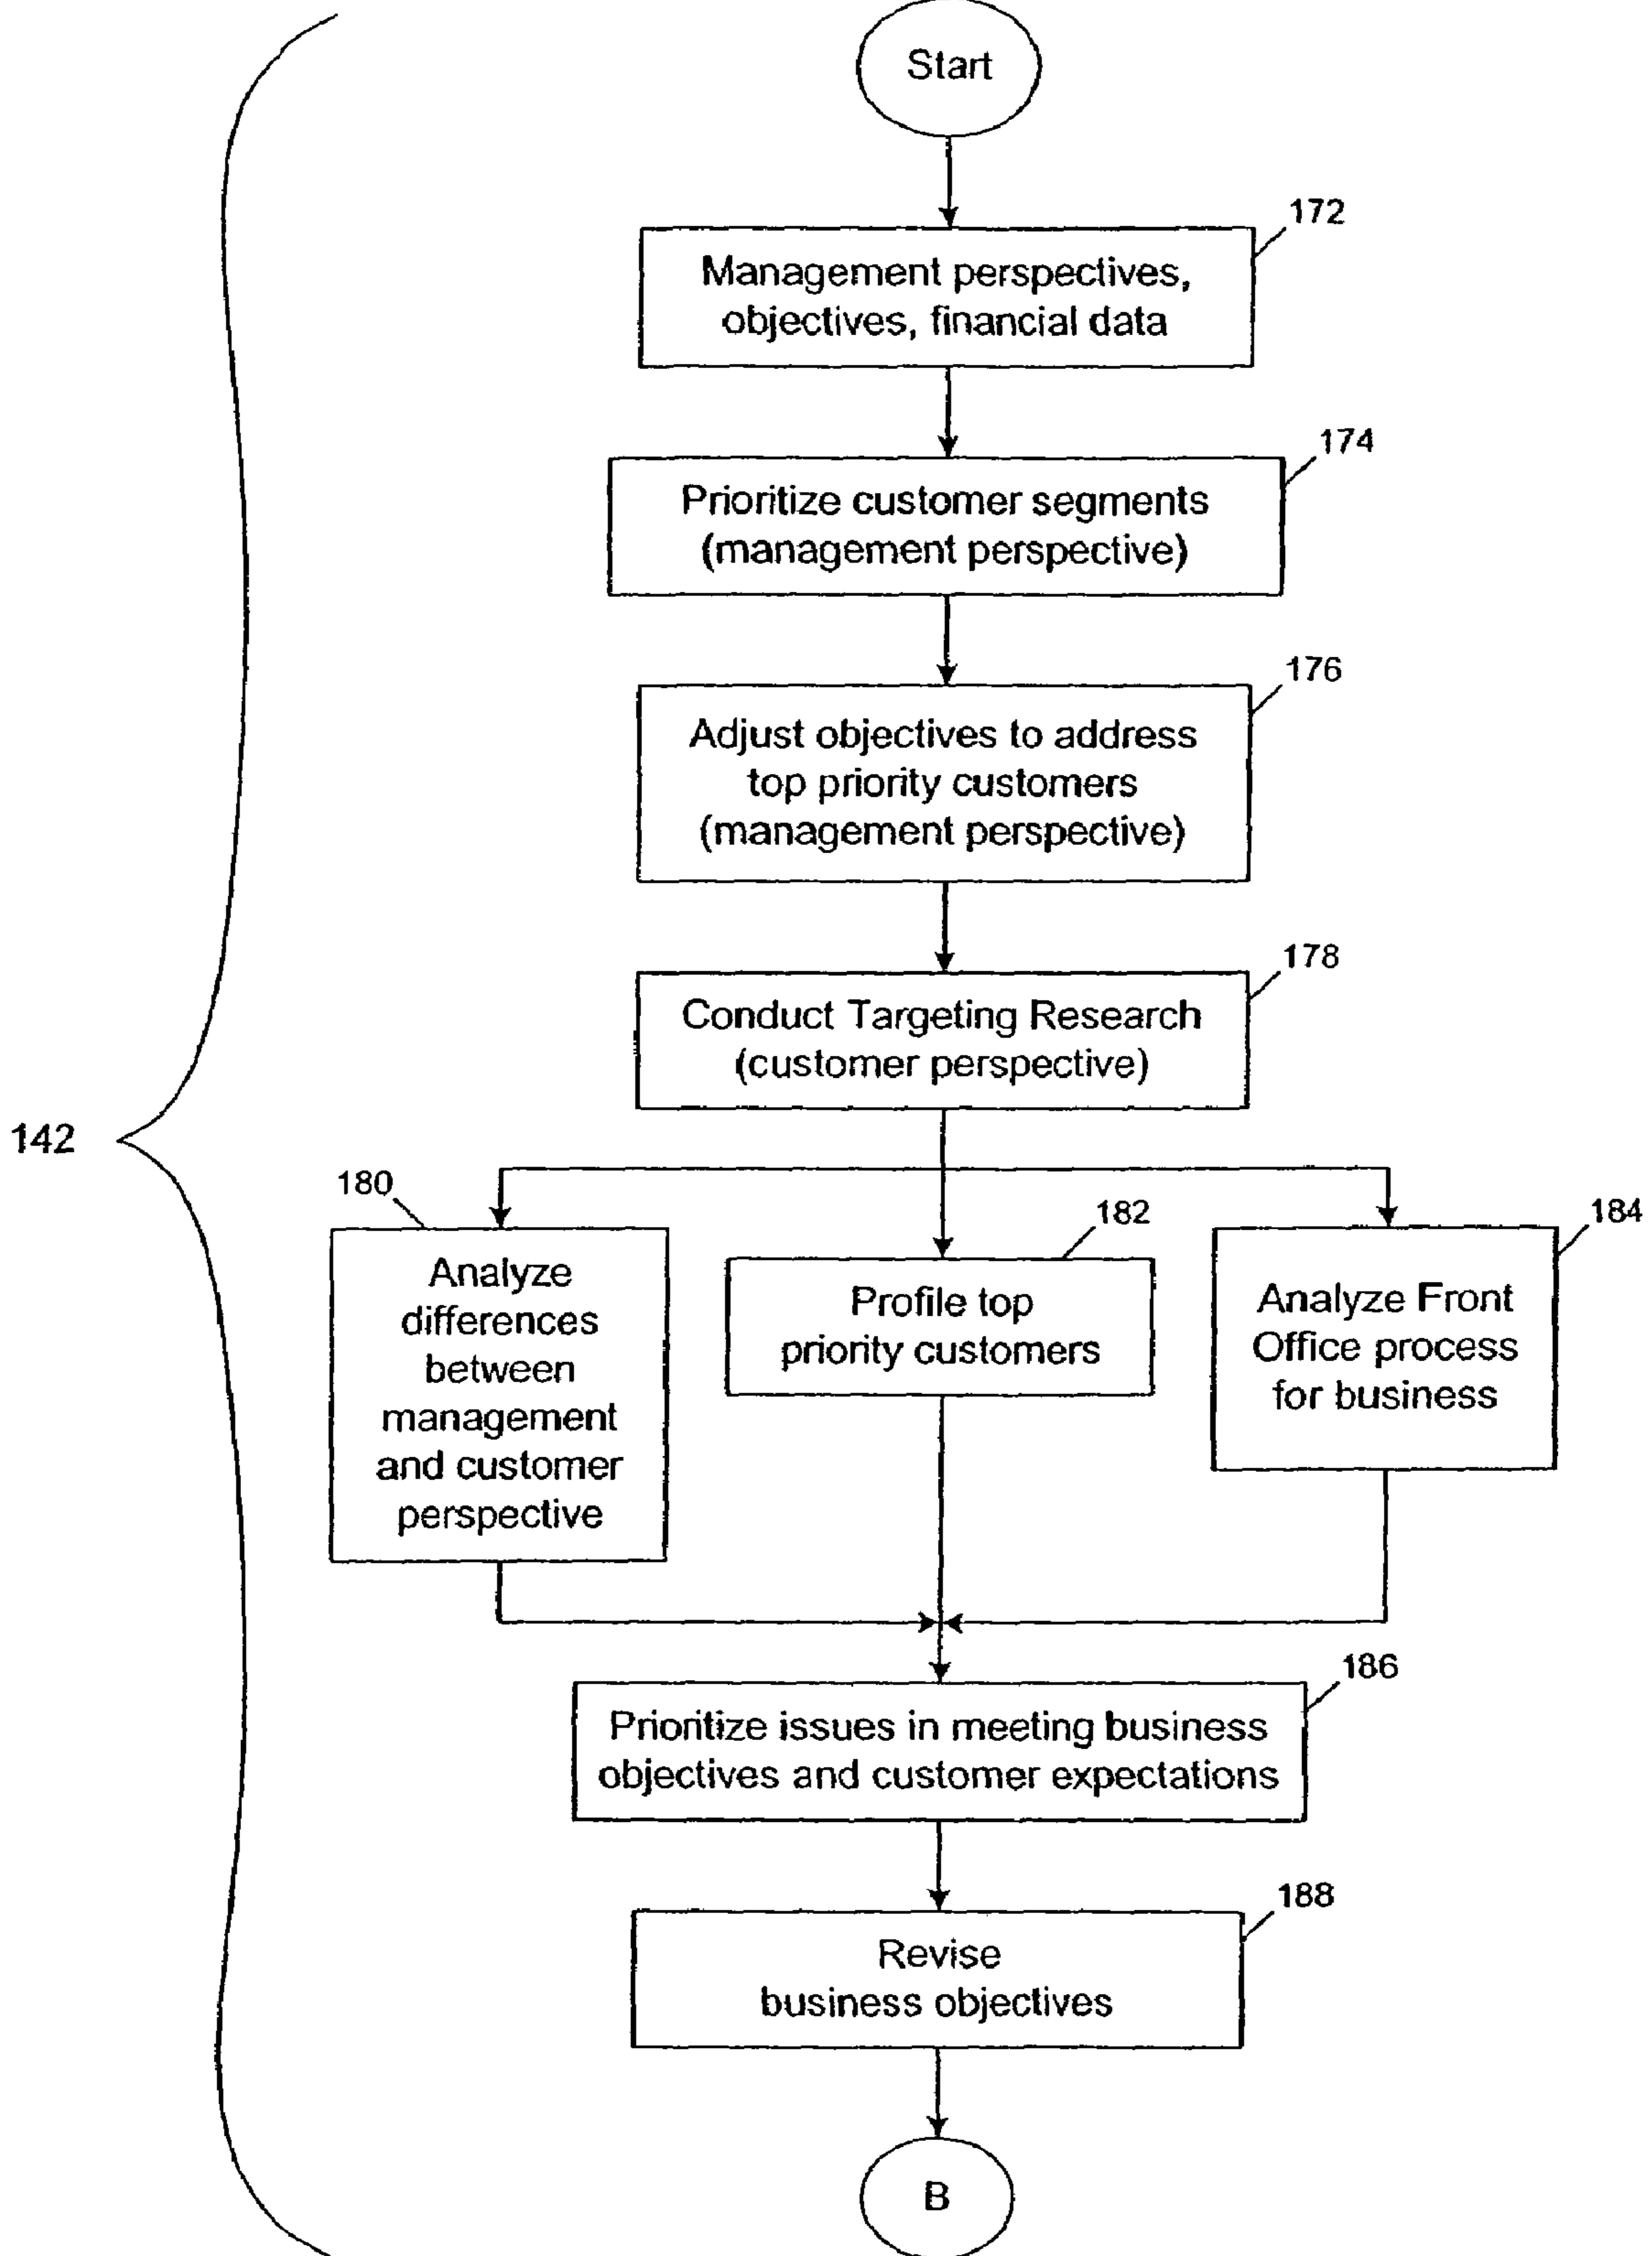 Start
172
Management perspectives,
objectives, financial data
174
Prioritize customer segments
(management perspective)
176
Adjust objectives to address
top priority customers
(management perspective)
178
Conduct Targeting Research
(customer perspective)
142
180
Analyze
differences
between
management
and customer
perspective
182
Profile top
priority customers
184
Analyze Front
Office process
for business
186
Prioritize issues in meeting business
objectives and customer expectations
188
Revise
business objectives
B